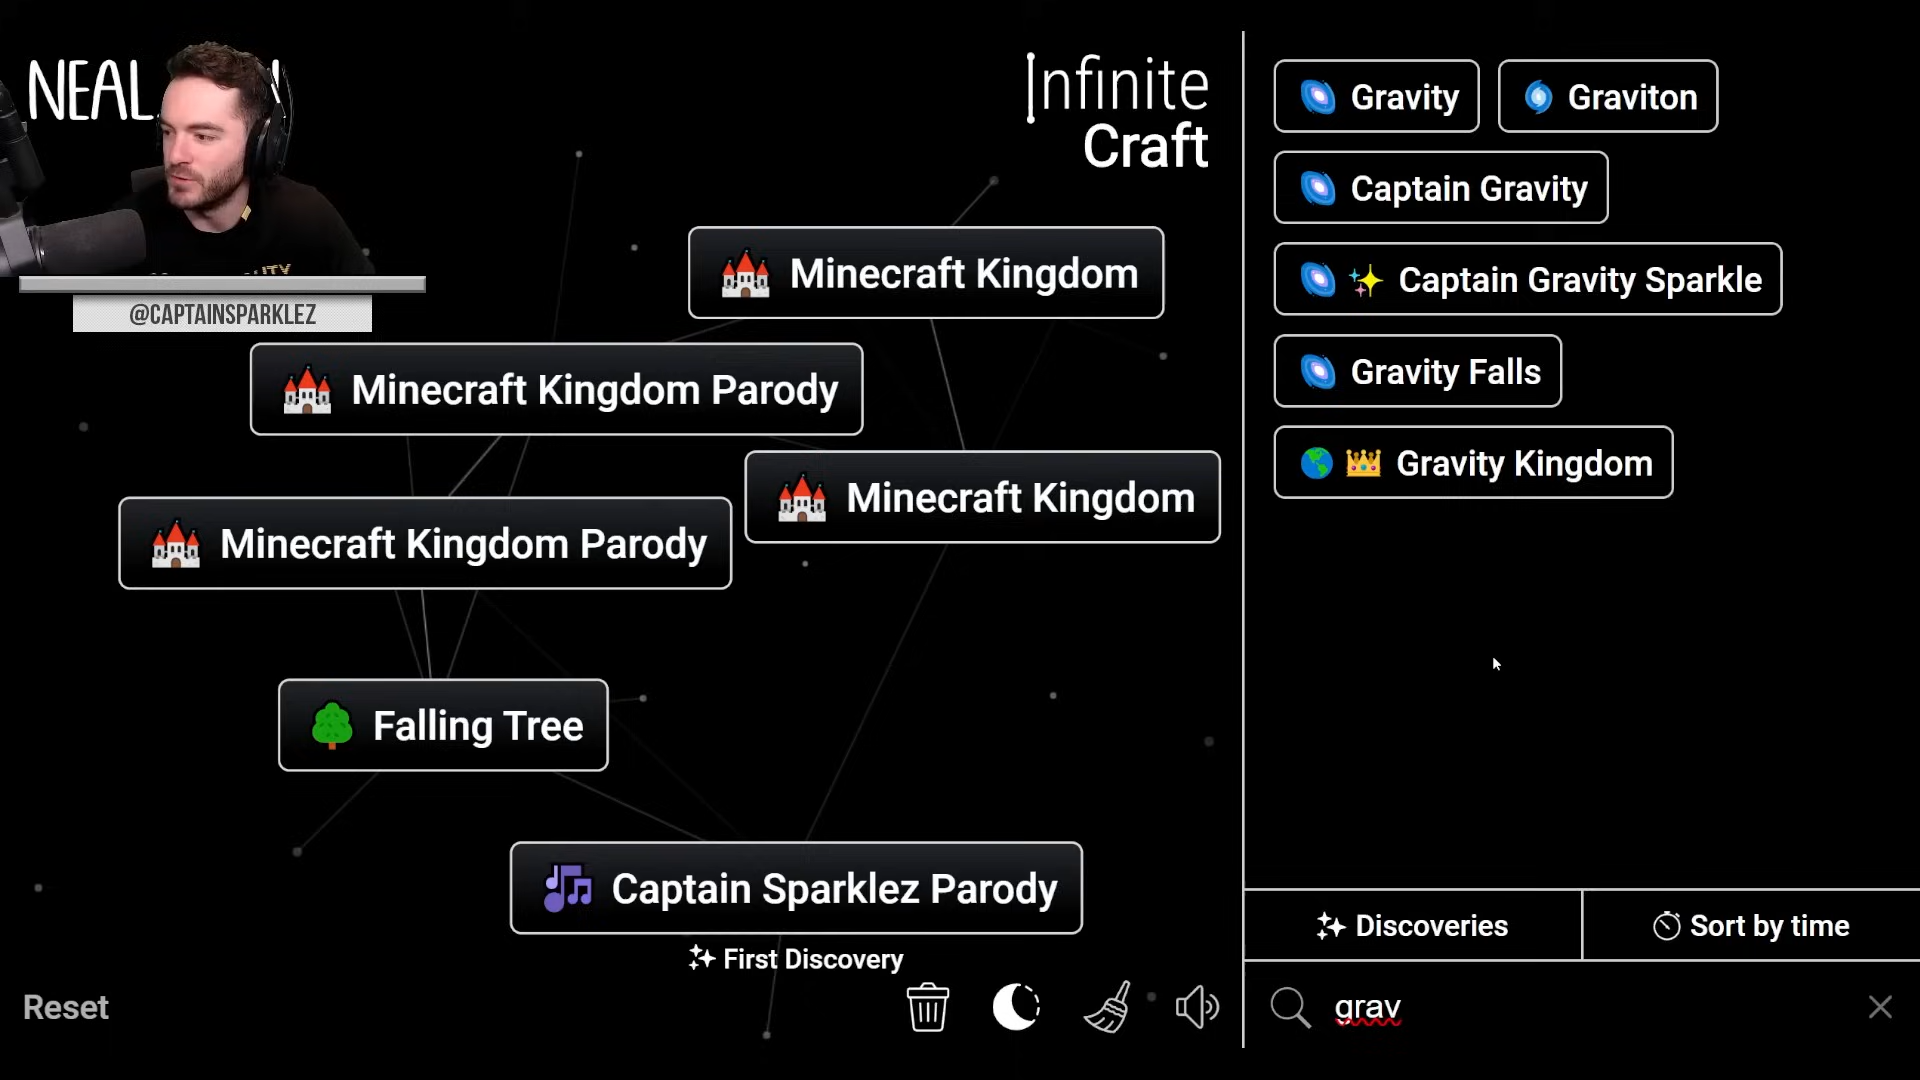 NEAL.
Infinite
Craft
@CAPTAINSPARKLEZ
Minecraft Kingdom
Minecraft Kingdom Parody
Minecraft Kingdom
Minecraft Kingdom Parody
Falling Tree
Captain Sparklez Parody
First Discovery
Reset
Gravity
Graviton
Captain Gravity
Captain Gravity Sparkle
Gravity Falls
Gravity Kingdom
Discoveries
Sort by time
grav